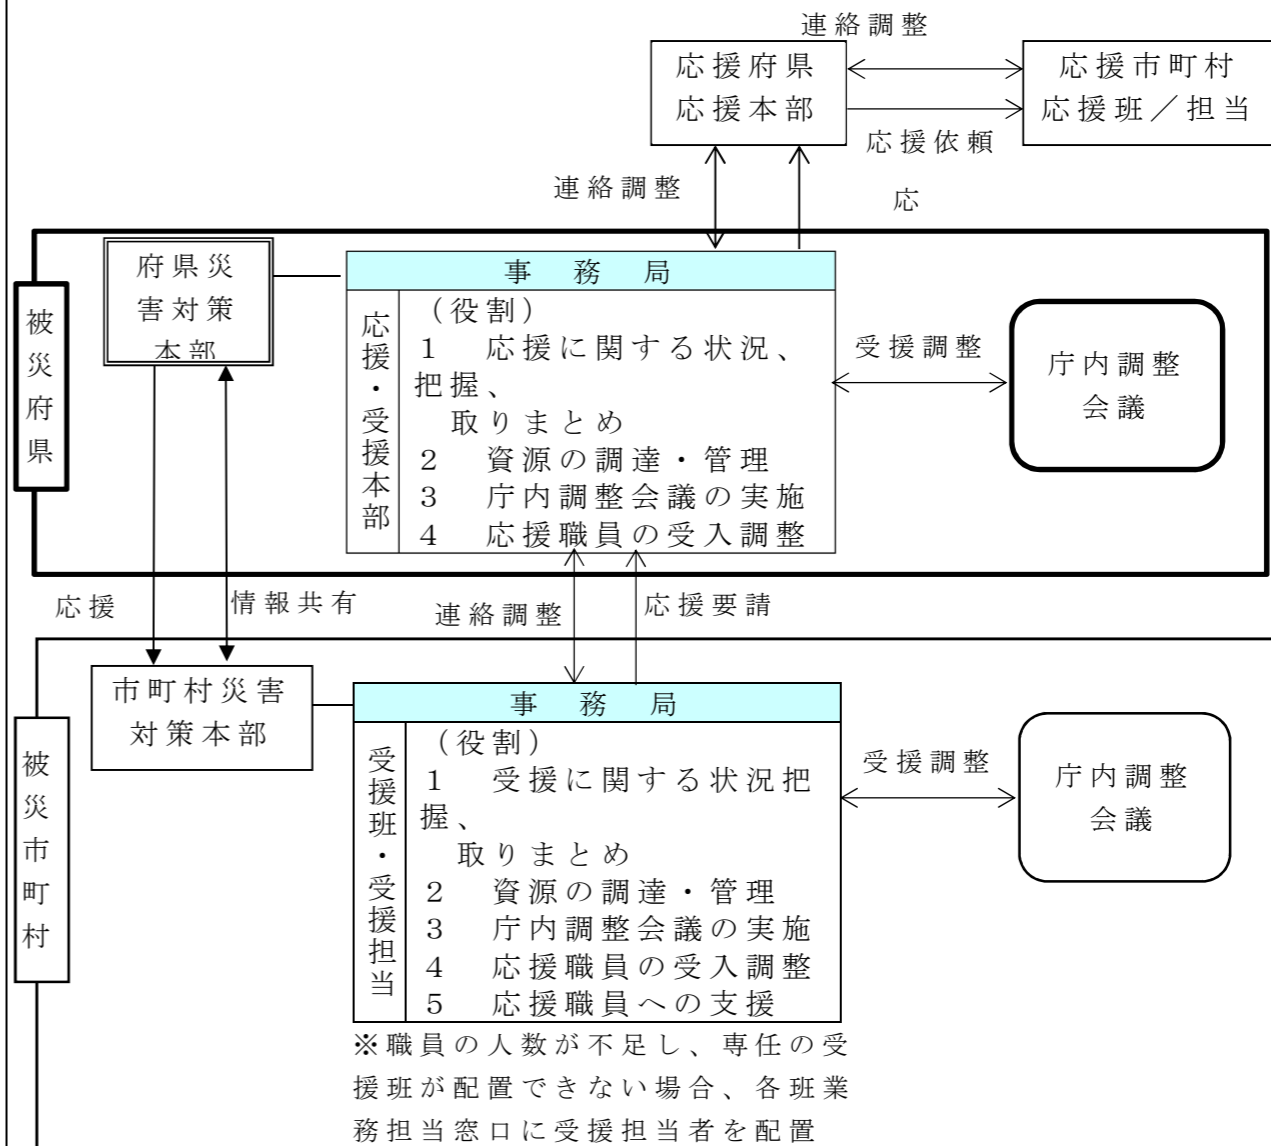 連絡調整
応援府県
応援本部
応援市町村
応援班／担当
応援依頼
連絡調整
応
被災府県
府県災
害対策
本部
事　務　局
応援・受援本部
（役割）
１　応援に関する状況、
把握、
取りまとめ
２　資源の調達・管理
３　庁内調整会議の実施
４　応援職員の受入調整
受援調整
庁内調整
会議
応援
情報共有
連絡調整
応援要請
被災市町村
市町村災害
対策本部
事　務　局
受援班・受援担当
（役割）
１　受援に関する状況把
握、
取りまとめ
２　資源の調達・管理
３　庁内調整会議の実施
４　応援職員の受入調整
５　応援職員への支援
受援調整
庁内調整
会議
※職員の人数が不足し、専任の受
援班が配置できない場合、各班業
務担当窓口に受援担当者を配置